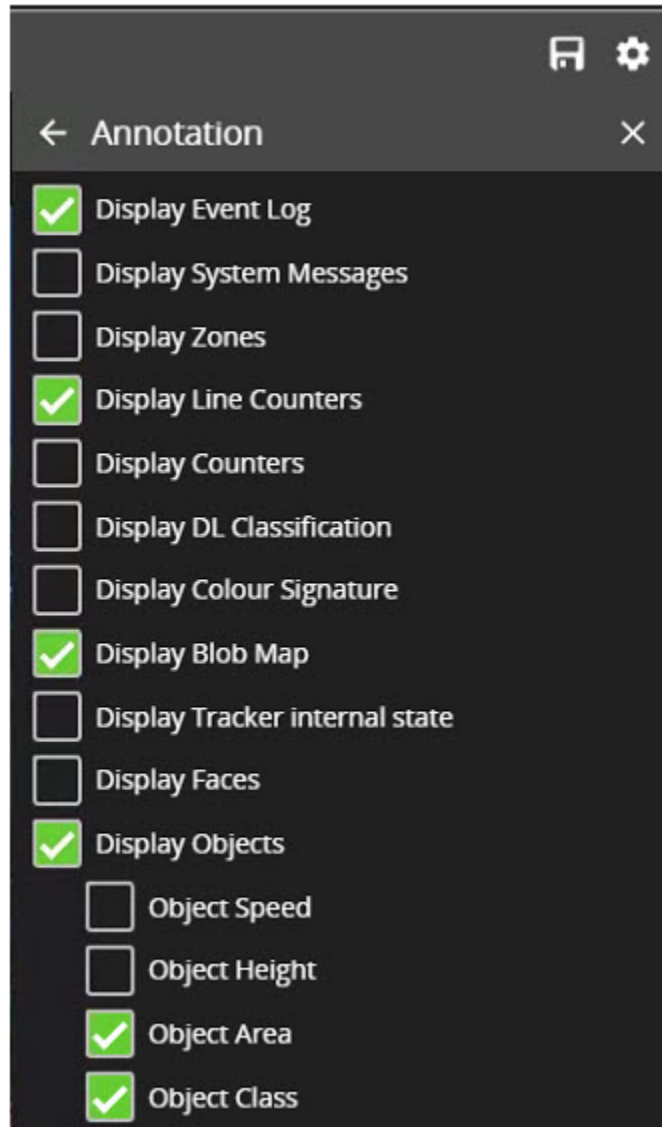 Annotation
Display Event Log
Display System Messages
Display Zones
Display Line Counters
Display Counters
Display DL Classification
Display Colour Signature
Display Blob Map
Display Tracker internal state
Display Faces
Display Objects
Object Speed
Object Height
Object Area
Object Class